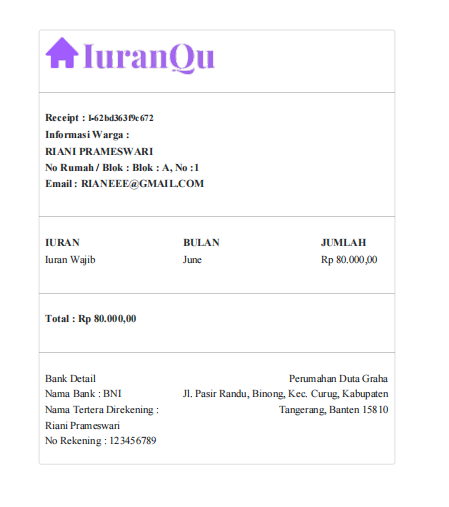 IuranQu
Receipt : I-62bd363f9c672
Informasi Warga :
RIANI PRAMESWARI
No Rumah / Blok : Blok : A, No :1
Email : RIANEEE@GMAIL.COM
IURAN BULAN JUMLAH
Iuran Wajib June Rp 80.000,00
Total : Rp 80.000,00
Bank Detail
Nama Bank : BNI
Nama Tertera Direkening :
Riani Prameswari
No Rekening : 123456789
Perumahan Duta Graha
Jl. Pasir Randu, Binong, Kec. Curug, Kabupaten
Tangerang, Banten 15810